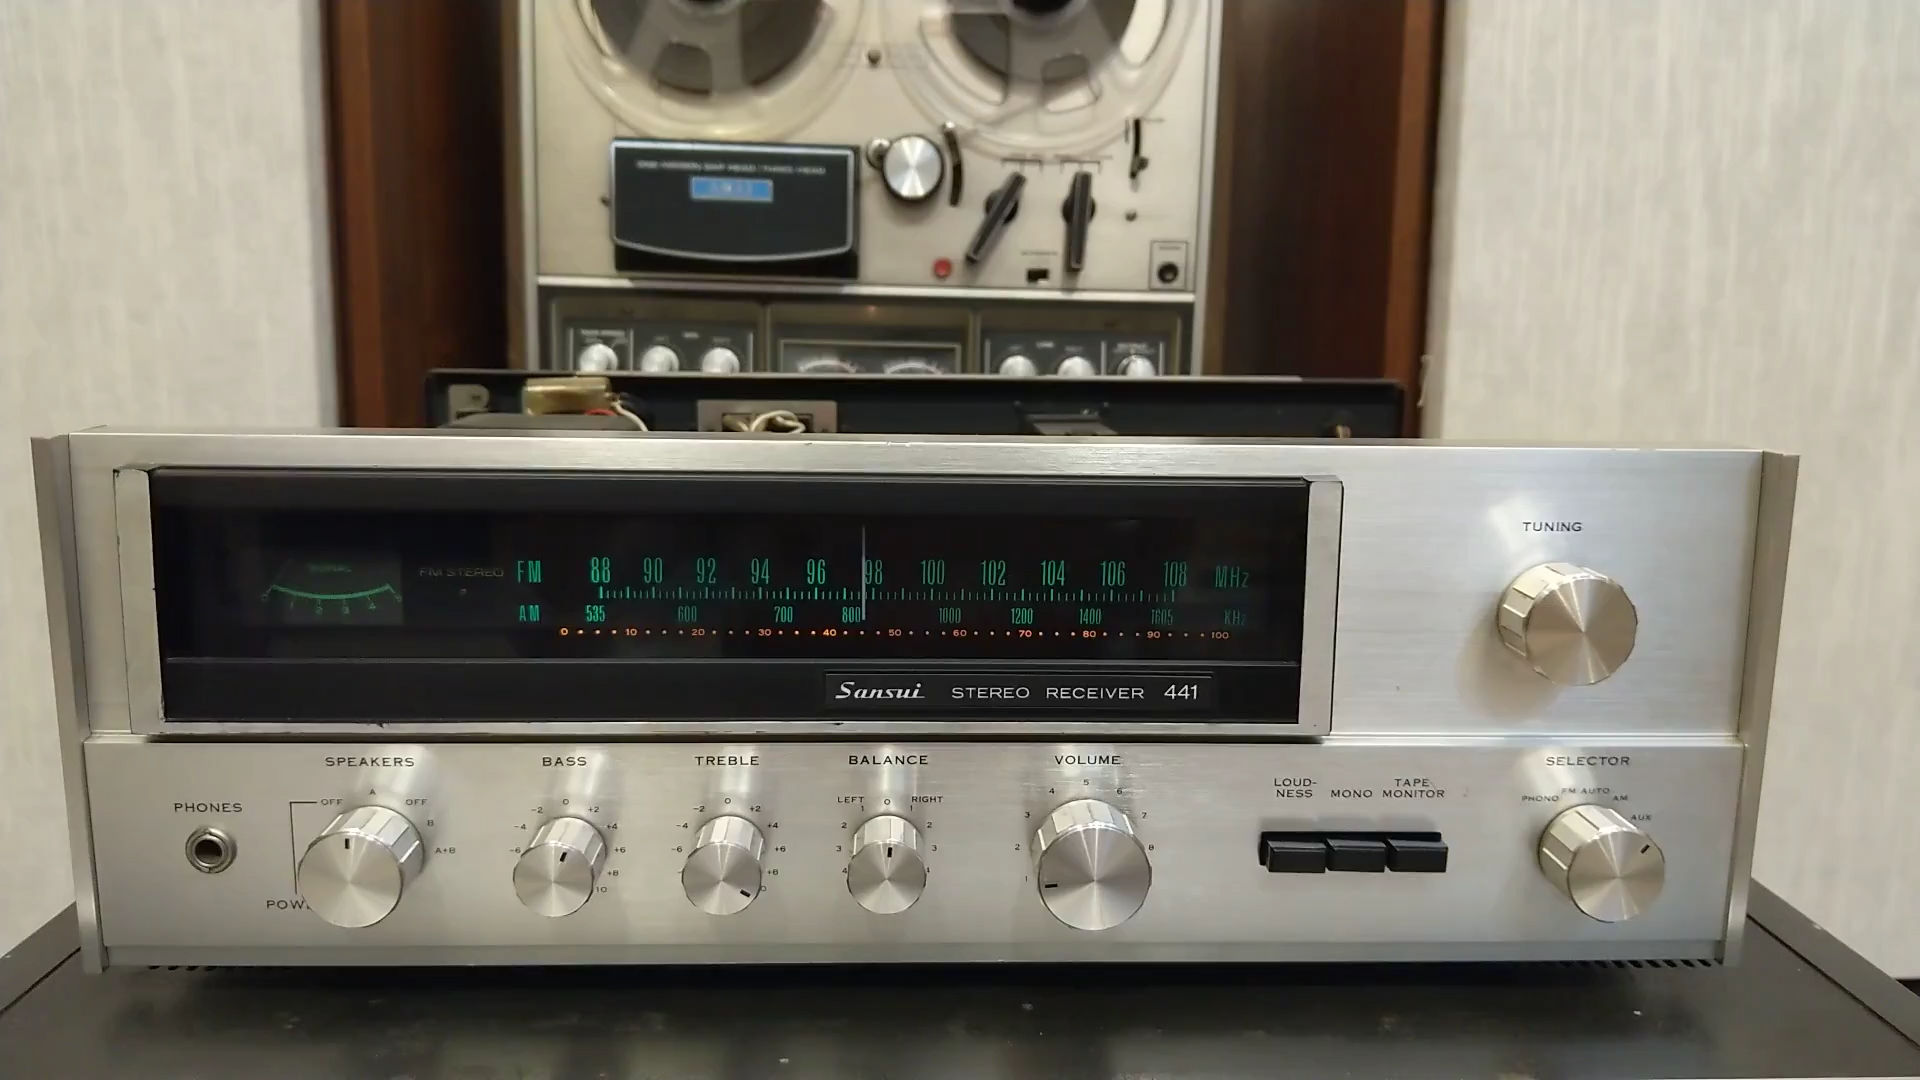 AKAI
SIGNAL
FM STEREO
FM 88 90 92 94 96 98 100 102 104 106 108 MHz
AM 535 600 700 800 1000 1200 1400 1605 KHz
0 10 20 30 40 50 60 70 80 90 100
Sansui STEREO RECEIVER 441
TUNING
PHONES
SPEAKERS
OFF A OFF B A+B
POW
BASS
-6 -4 -2 0 +2 +4 +6 +8 10
TREBLE
-6 -4 -2 0 +2 +4 +6 +8
BALANCE
LEFT 0 RIGHT
4 3 2 1 1 2 3 4
VOLUME
1 2 3 4 5 6 7 8
LOUD-
NESS
MONO
TAPE
MONITOR
SELECTOR
PHONO FM AUTO AM AUX